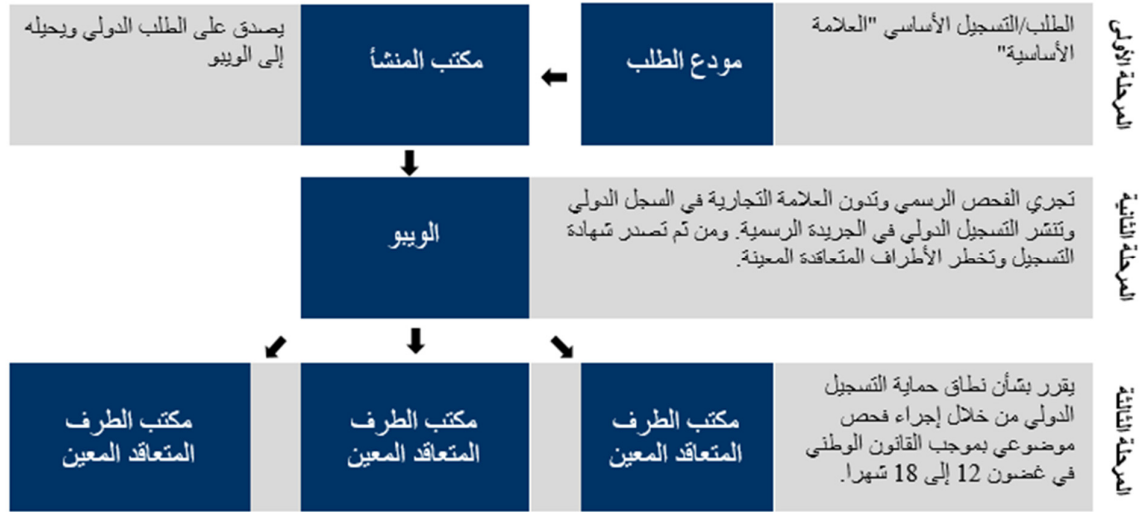 المرحلة الأولى
الطلب/التسجيل الأساسي "العلامة
الأساسية"
مودع الطلب
مكتب المنشأ
يصدق على الطلب الدولي ويحيله
إلى الويبو
المرحلة الثانية
تجري الفحص الرسمي وتدون العلامة التجارية في السجل الدولي
وتنشر التسجيل الدولي في الجريدة الرسمية. ومن ثم تصدر شهادة
التسجيل وتخطر الأطراف المتعاقدة المعينة.
الويبو
المرحلة الثالثة
يقرر بشأن نطاق حماية التسجيل
الدولي من خلال إجراء فحص
موضوعي بموجب القانون الوطني
في غضون 12 إلى 18 شهرا.
مكتب الطرف
المتعاقد المعين
مكتب الطرف
المتعاقد المعين
مكتب الطرف
المتعاقد المعين